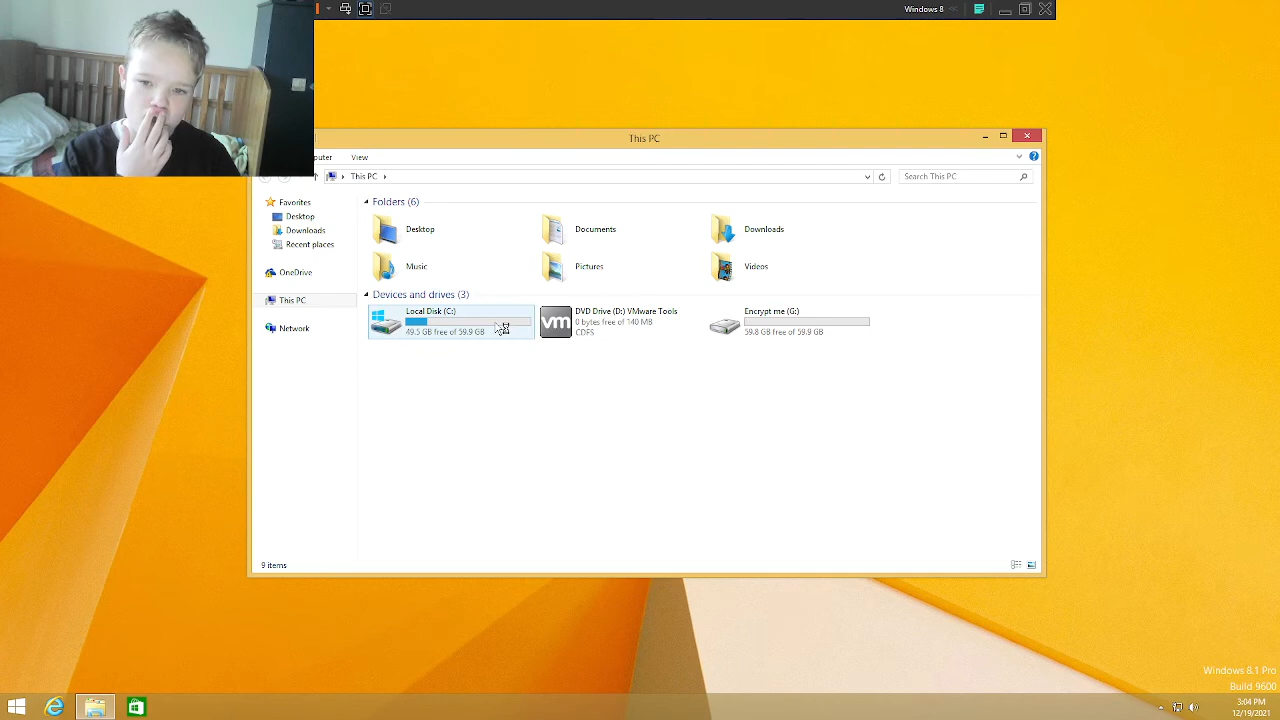 Windows 8
This PC
puter View
This PC
Search This PC
Favorites
Desktop
Downloads
Recent places
OneDrive
This PC
Network
Folders (6)
Desktop
Documents
Downloads
Music
Pictures
Videos
Devices and drives (3)
Local Disk (C:)
49.5 GB free of 59.9 GB
vm
DVD Drive (D:) VMware Tools
0 bytes free of 140 MB
CDFS
Encrypt me (G:)
59.8 GB free of 59.9 GB
9 items
Windows 8.1 Pro
Build 9600
3:04 PM
12/19/2021